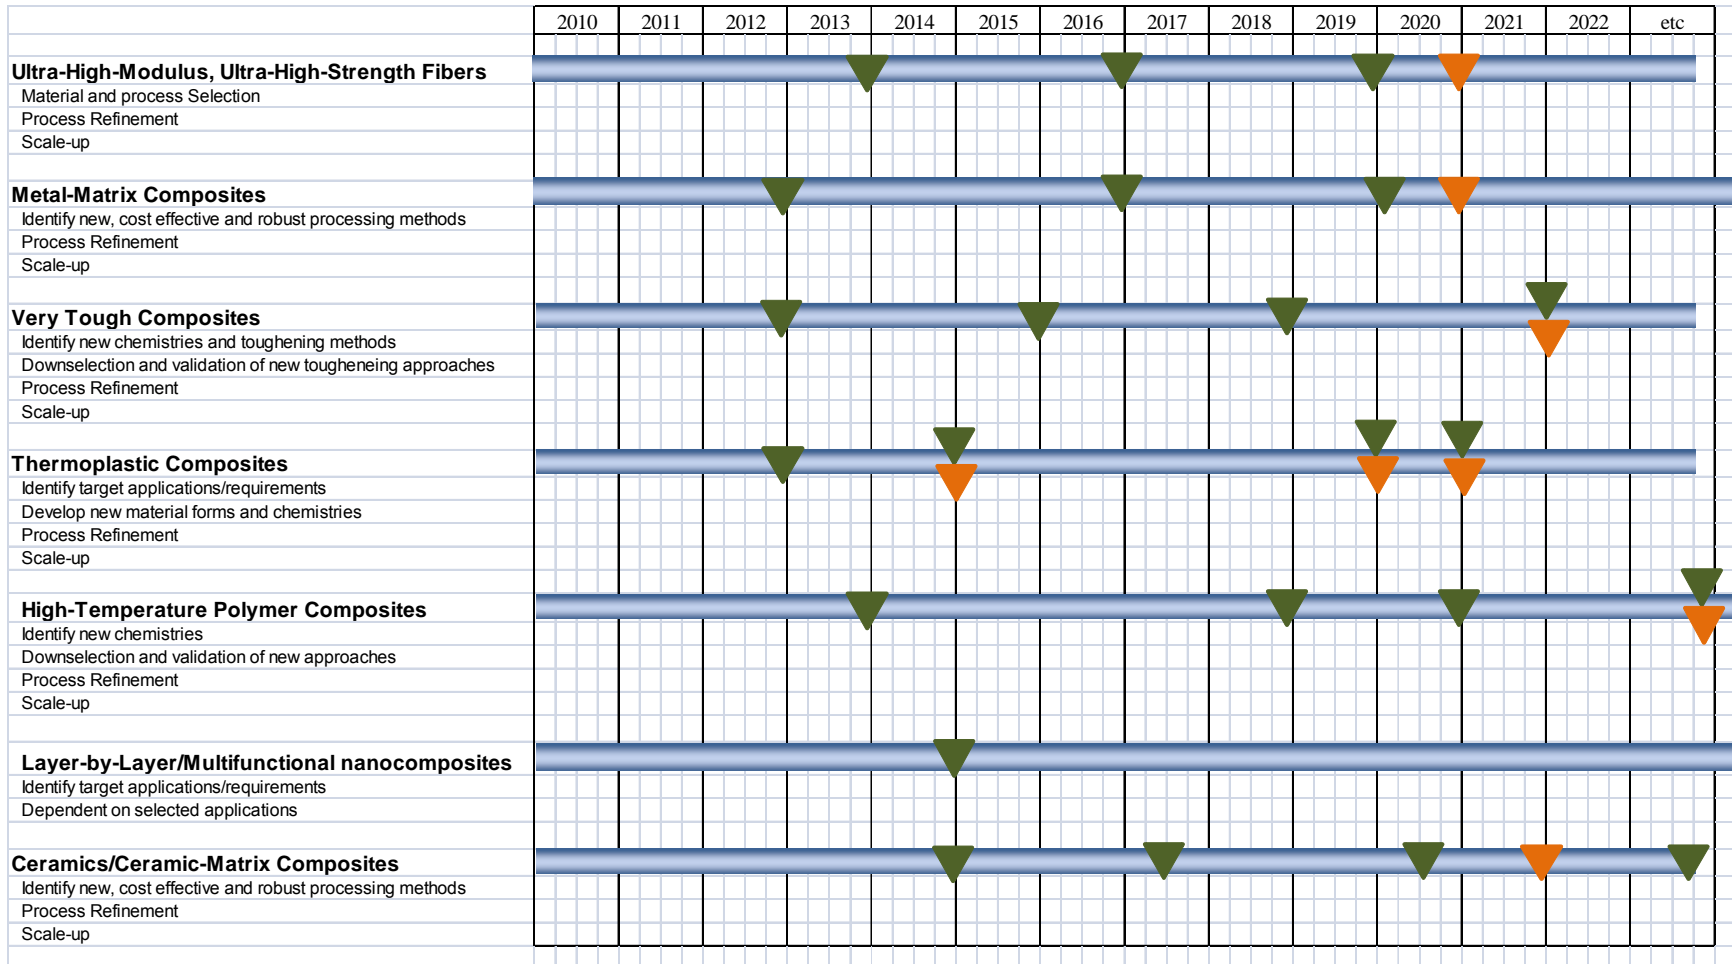 2010 2011 2012 2013 2014 2015 2016 2017 2018 2019 2020 2021 2022 etc
Ultra-High-Modulus, Ultra-High-Strength Fibers
Material and process Selection
Process Refinement
Scale-up
Metal-Matrix Composites
Identify new, cost effective and robust processing methods
Process Refinement
Scale-up
Very Tough Composites
Identify new chemistries and toughening methods
Downselection and validation of new tougheneing approaches
Process Refinement
Scale-up
Thermoplastic Composites
Identify target applications/requirements
Develop new material forms and chemistries
Process Refinement
Scale-up
High-Temperature Polymer Composites
Identify new chemistries
Downselection and validation of new approaches
Process Refinement
Scale-up
Layer-by-Layer/Multifunctional nanocomposites
Identify target applications/requirements
Dependent on selected applications
Ceramics/Ceramic-Matrix Composites
Identify new, cost effective and robust processing methods
Process Refinement
Scale-up